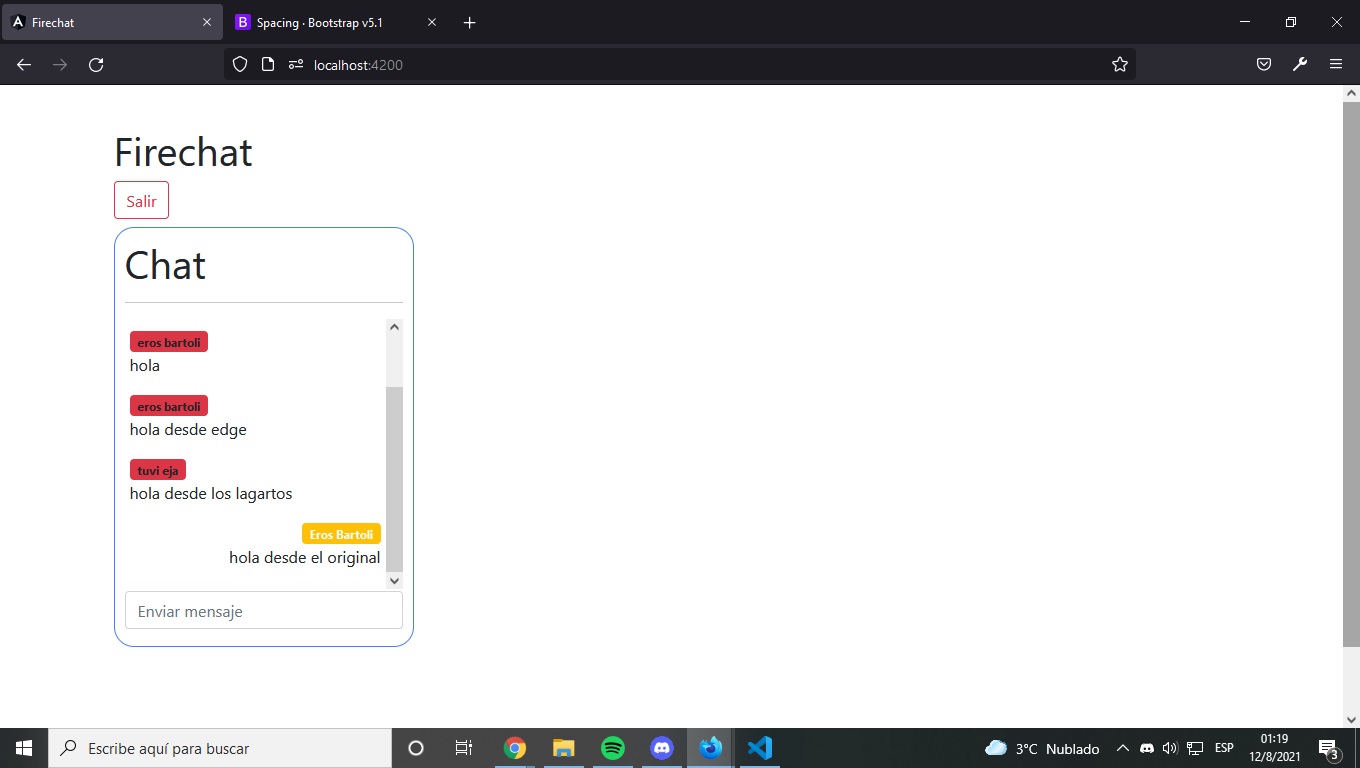 Firechat
Spacing · Bootstrap v5.1
localhost:4200
Firechat
Salir
Chat
eros bartoli
hola
eros bartoli
hola desde edge
tuvi eja
hola desde los lagartos
Eros Bartoli
hola desde el original
Enviar mensaje
Escribe aquí para buscar
3°C Nublado
ESP
01:19
12/8/2021
3